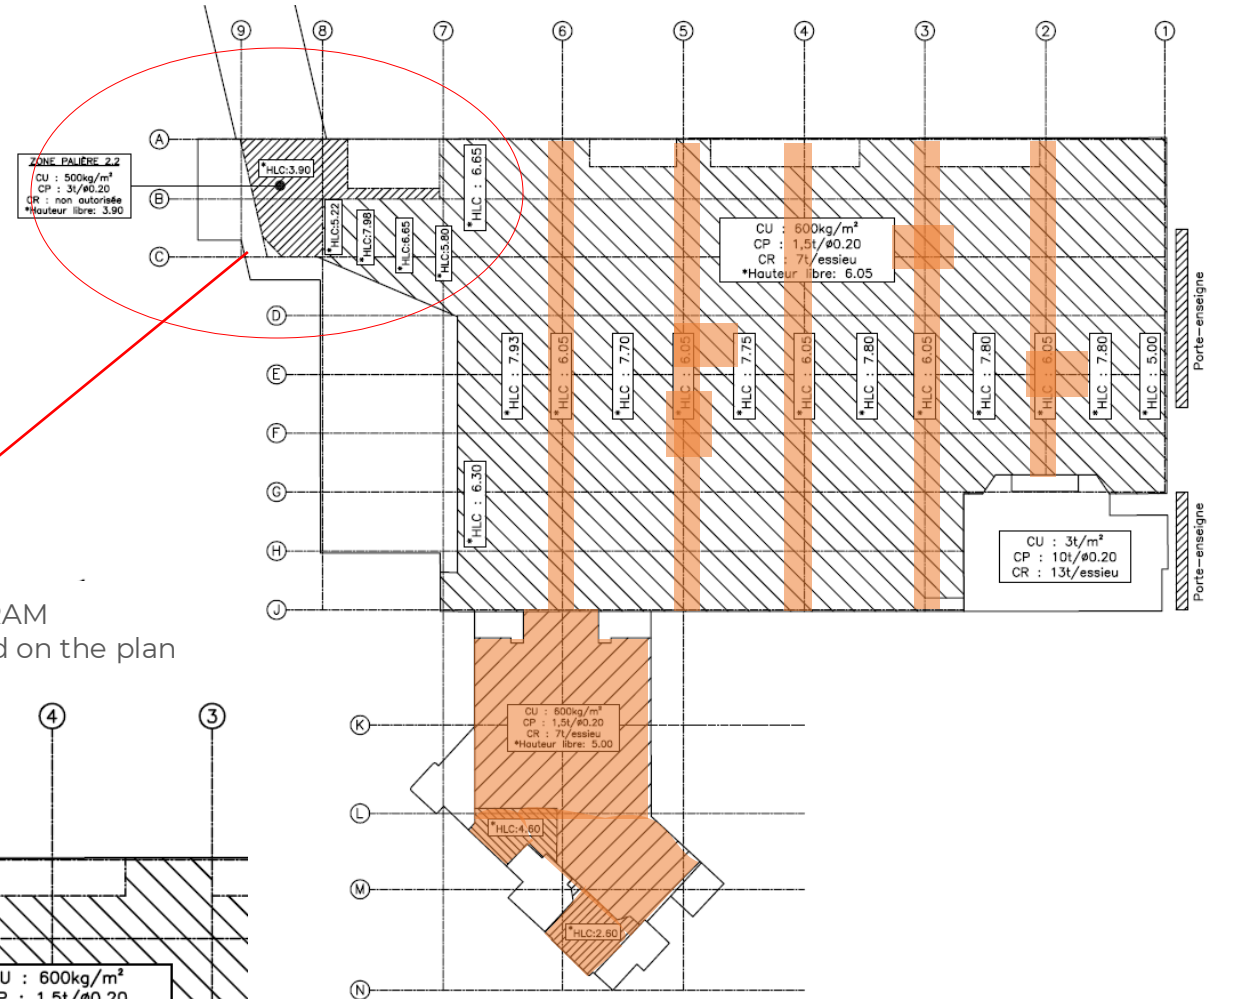 9
8
7
6
5
4
3
2
1
A
B
C
D
E
F
G
H
J
K
L
M
N
ZONE PALIÈRE 2.2
CU : 500kg/m²
CP : 3t/ø0.20
CR : non autorisée
*Hauteur libre: 3.90
*HLC:3.90
*HLC:5.22
*HLC:7.98
*HLC:6.65
*HLC:5.80
*HLC : 6.65
CU : 600kg/m²
CP : 1,5t/ø0.20
CR : 7t/essieu
*Hauteur libre: 6.05
*HLC : 7.93
*HLC : 6.05
*HLC : 7.70
*HLC : 6.05
*HLC : 7.75
*HLC : 6.05
*HLC : 7.80
*HLC : 6.05
*HLC : 7.80
*HLC : 6.05
*HLC : 7.80
*HLC : 5.00
Porte-enseigne
*HLC : 6.30
CU : 3t/m²
CP : 10t/ø0.20
CR : 13t/essieu
Porte-enseigne
RAM
d on the plan
CU : 600kg/m²
CP : 1,5t/ø0.20
CR : 7t/essieu
*Hauteur libre: 5.00
*HLC:4.60
*HLC:2.60
4
3
U : 600kg/m²
P : 1,5t/ø0.20